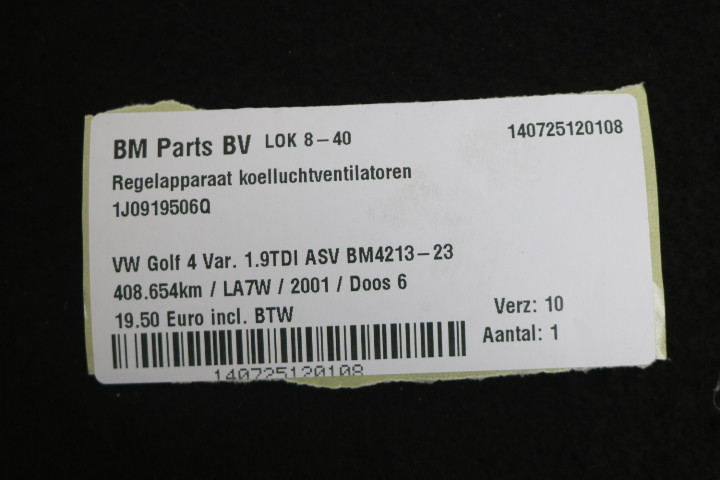 BM Parts BV LOK 8-40 140725120108
Regelapparaat koelluchtventilatoren
1J0919506Q
VW Golf 4 Var. 1.9TDI ASV BM4213-23
408.654km / LA7W / 2001 / Doos 6
19.50 Euro incl. BTW
Verz: 10
Aantal: 1
140725120108